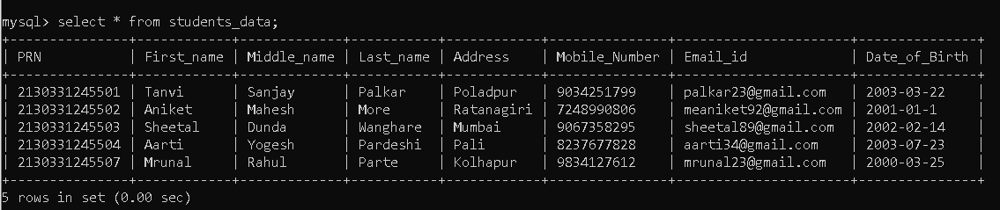 mysql> select * from students_data;
+---------------+------------+-------------+-----------+------------+---------------+----------------------+---------------+
| PRN           | First_name | Middle_name | Last_name | Address    | Mobile_Number | Email_id             | Date_of_Birth |
+---------------+------------+-------------+-----------+------------+---------------+----------------------+---------------+
| 2130331245501 | Tanvi      | Sanjay      | Palkar    | Poladpur   | 9034251799    | palkar23@gmail.com   | 2003-03-22    |
| 2130331245502 | Aniket     | Mahesh      | More      | Ratanagiri | 7248990806    | meaniket92@gmail.com | 2001-01-1     |
| 2130331245503 | Sheetal    | Dunda       | Wanghare  | Mumbai     | 9067358295    | sheetal89@gmail.com  | 2002-02-14    |
| 2130331245504 | Aarti      | Yogesh      | Pardeshi  | Pali       | 8237677828    | aarti34@gmail.com    | 2003-07-23    |
| 2130331245507 | Mrunal     | Rahul       | Parte     | Kolhapur   | 9834127612    | mrunal23@gmail.com   | 2000-03-25    |
+---------------+------------+-------------+-----------+------------+---------------+----------------------+---------------+
5 rows in set (0.00 sec)